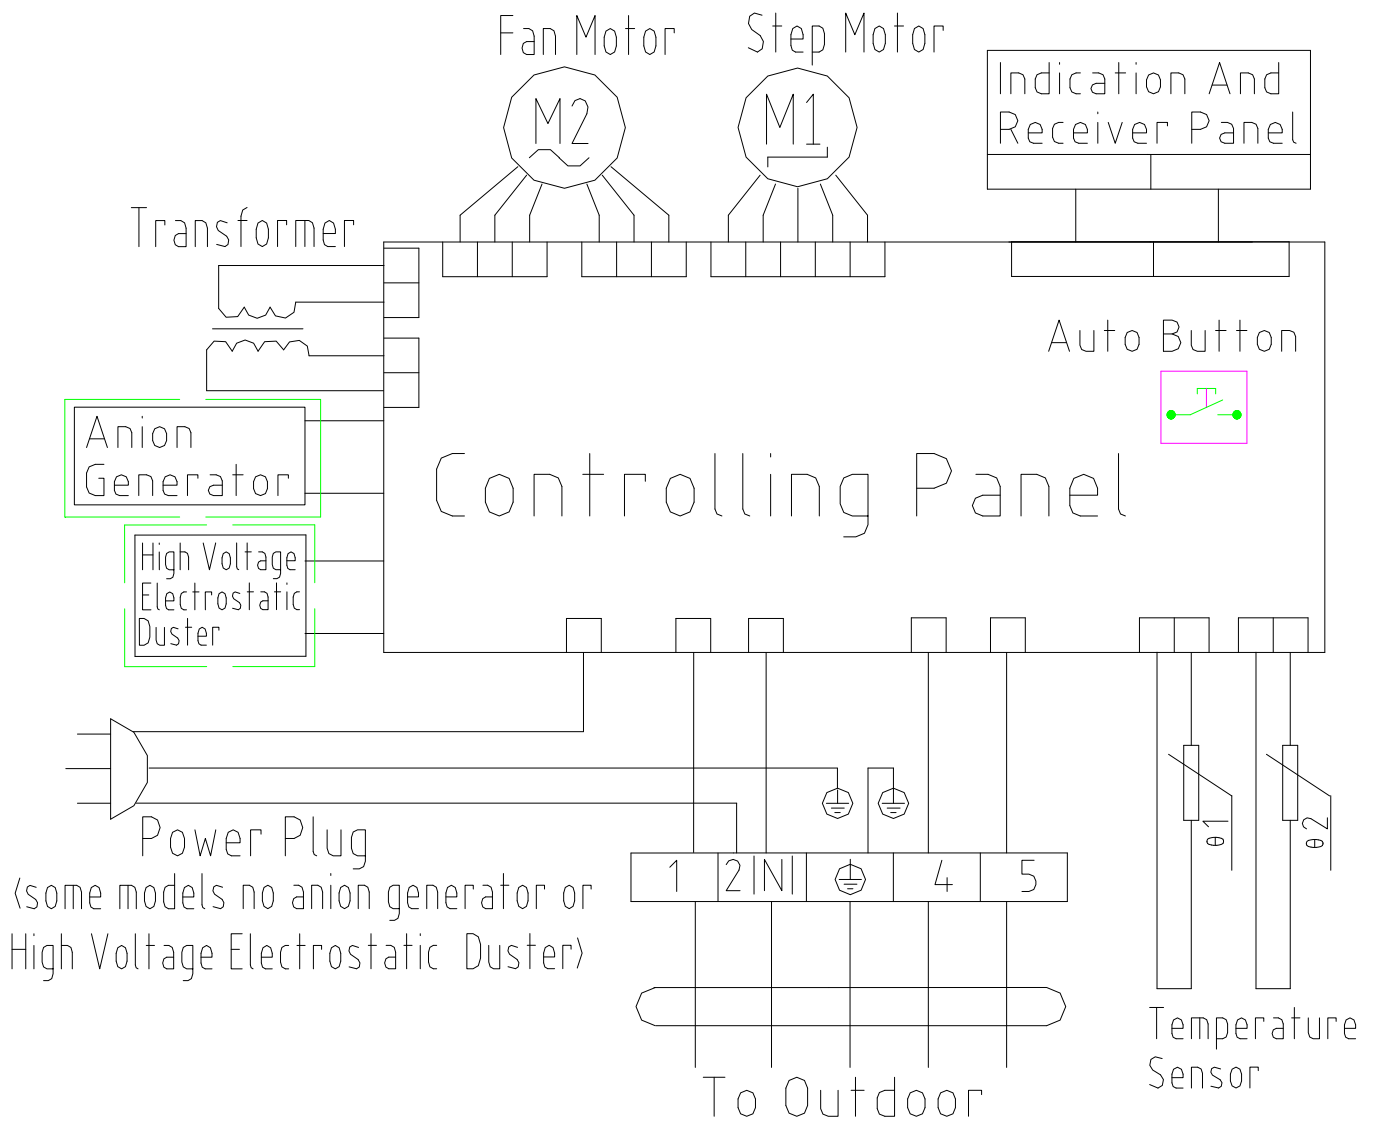 Fan Motor
Step Motor
M2
M1
Indication And
Receiver Panel
Transformer
Auto Button
Anion
Generator
Controlling Panel
High Voltage
Electrostatic
Duster
Power Plug
(some models no anion generator or
High Voltage Electrostatic Duster)
1 2|N| 4 5
θ1
θ2
Temperature
Sensor
To Outdoor